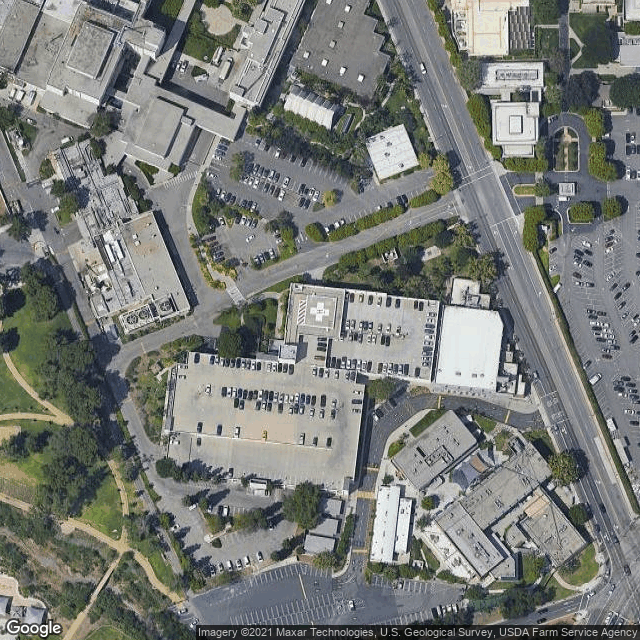 H
Google
Imagery ©2021 Maxar Technologies, U.S. Geological Survey, USDA Farm Service Agency